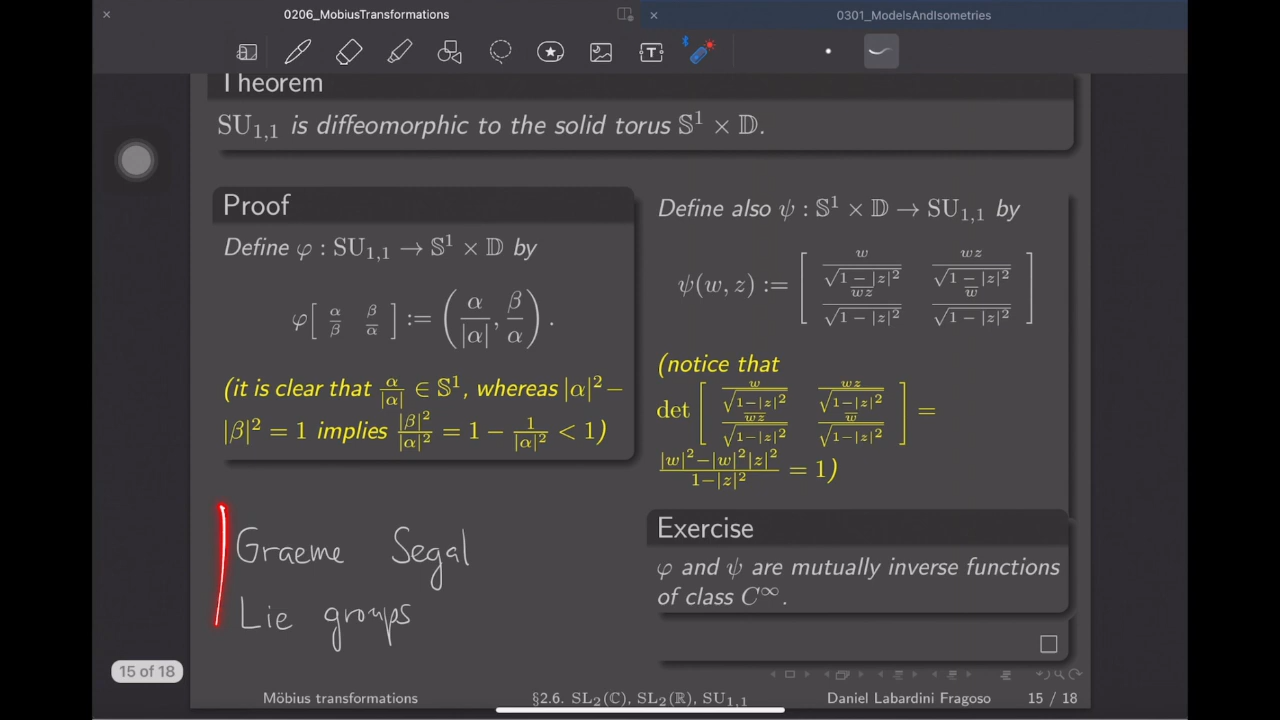 0206_MobiusTransformations
0301_ModelsAndIsometries
Theorem
SU₁,₁ is diffeomorphic to the solid torus 𝕊¹ × 𝔻.
Proof
Define φ : SU₁,₁ → 𝕊¹ × 𝔻 by
φ[ α β ; β̅ α̅ ] := ( α/|α| , β/α ).
(it is clear that α/|α| ∈ 𝕊¹, whereas |α|² −
|β|² = 1 implies |β|²/|α|² = 1 − 1/|α|² < 1)
Graeme Segal
Lie groups
Define also ψ : 𝕊¹ × 𝔻 → SU₁,₁ by
ψ(w, z) := [ w/√(1 − |z|²) wz/√(1 − |z|²) ; w̅z̅/√(1 − |z|²) w̅/√(1 − |z|²) ]
(notice that
det [ w/√(1−|z|²) wz/√(1−|z|²) ; w̅z̅/√(1−|z|²) w̅/√(1−|z|²) ] =
(|w|²−|w|²|z|²)/(1−|z|²) = 1)
Exercise
φ and ψ are mutually inverse functions
of class C^∞.
□
15 of 18
Möbius transformations §2.6. SL₂(ℂ), SL₂(ℝ), SU₁,₁ Daniel Labardini Fragoso 15 / 18